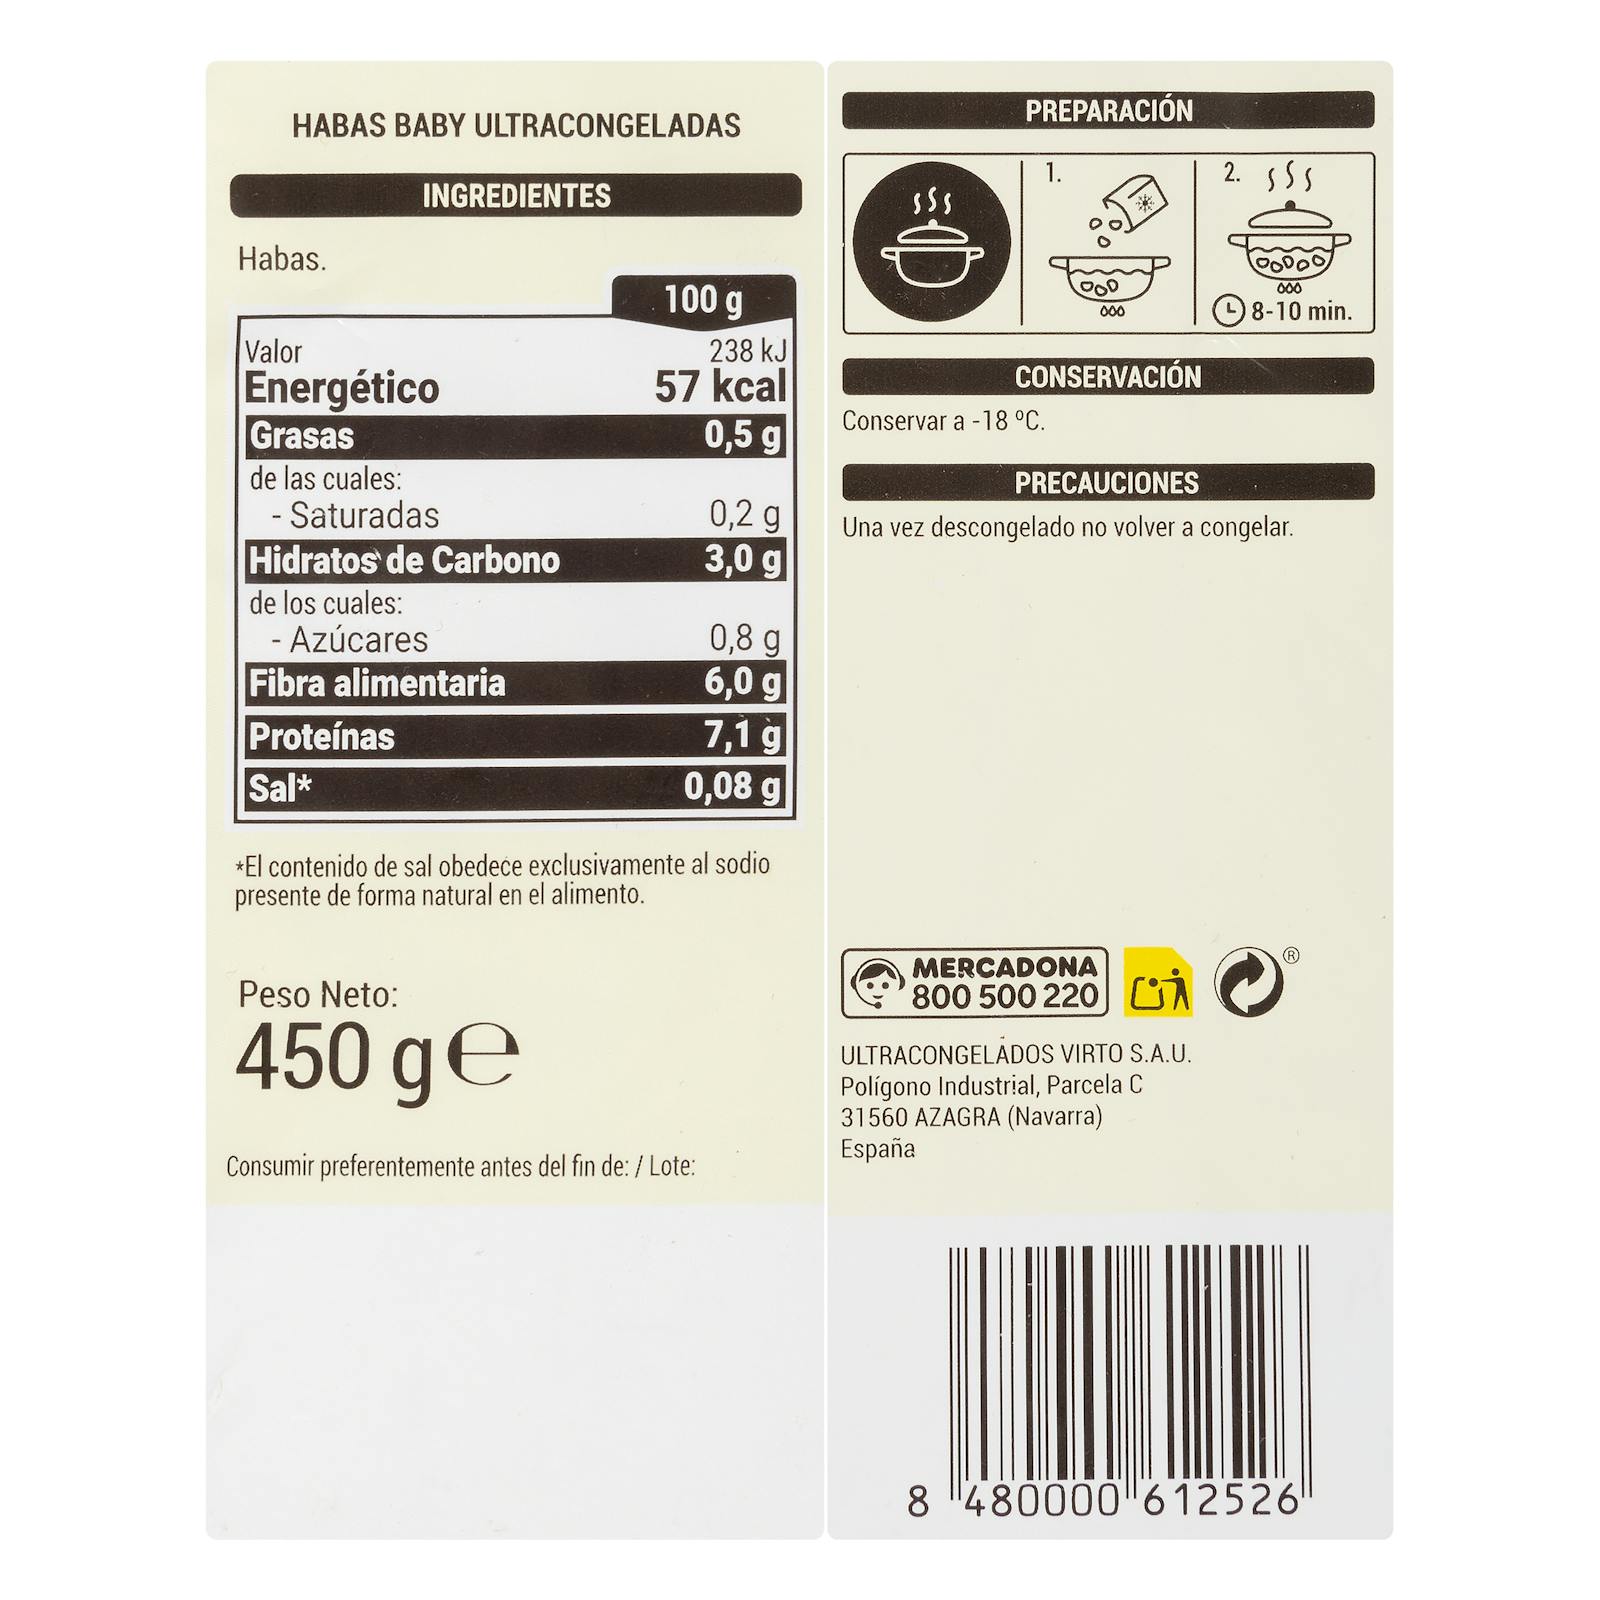 HABAS BABY ULTRACONGELADAS
INGREDIENTES
Habas.
100 g
Valor 238 kJ
Energético 57 kcal
Grasas 0,5 g
de las cuales:
- Saturadas 0,2 g
Hidratos de Carbono 3,0 g
de los cuales:
- Azúcares 0,8 g
Fibra alimentaria 6,0 g
Proteínas 7,1 g
Sal* 0,08 g
*El contenido de sal obedece exclusivamente al sodio
presente de forma natural en el alimento.
Peso Neto:
450 g e
Consumir preferentemente antes del fin de: / Lote:
PREPARACIÓN
1.
2.
8-10 min.
CONSERVACIÓN
Conservar a -18 ºC.
PRECAUCIONES
Una vez descongelado no volver a congelar.
MERCADONA
800 500 220
®
ULTRACONGELADOS VIRTO S.A.U.
Polígono Industrial, Parcela C
31560 AZAGRA (Navarra)
España
8 480000 612526